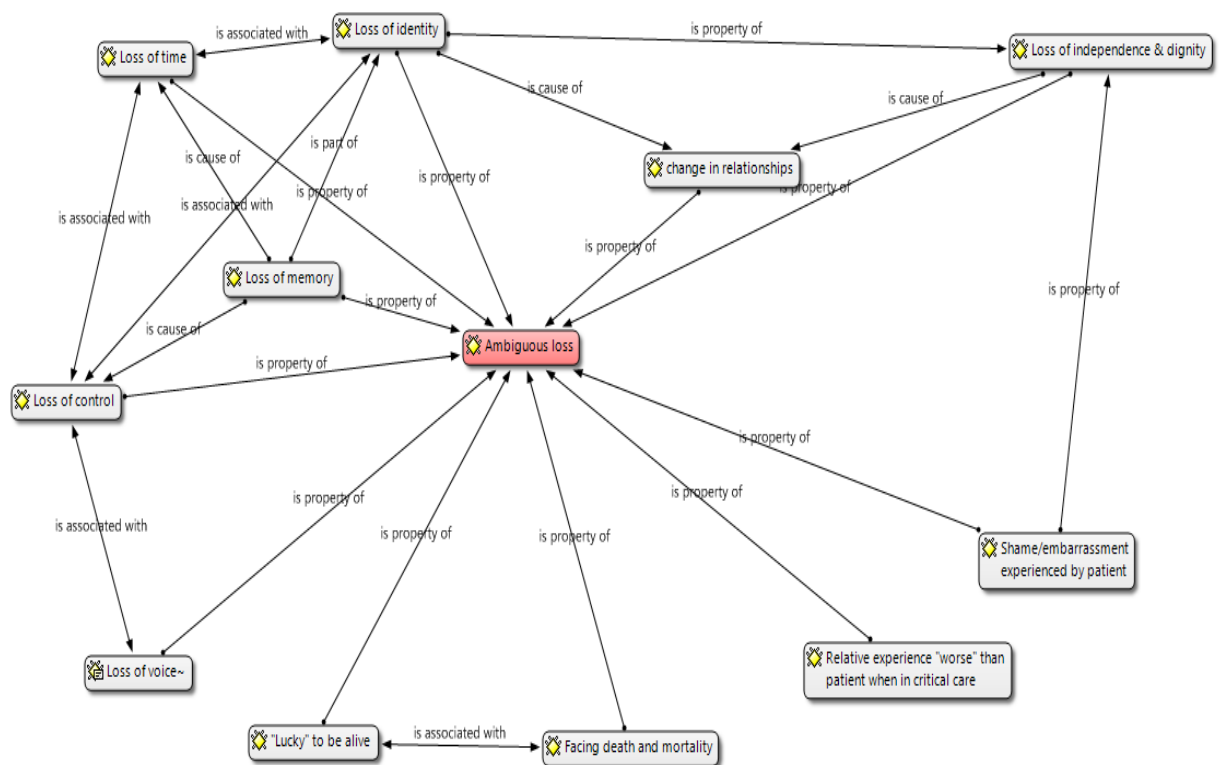 Loss of identity
is associated with
is property of
Loss of time
Loss of independence & dignity
is cause of
is cause of
is part of
is cause of
change in relationships
is property of
is property of
is property of
is associated with
is associated with
is property of
Loss of memory
is property of
is cause of
Ambiguous loss
is property of
Loss of control
is property of
is property of
is property of
is property of
is associated with
is property of
is property of
Shame/embarrassment
experienced by patient
Loss of voice~
Relative experience "worse" than
patient when in critical care
"Lucky" to be alive
is associated with
Facing death and mortality